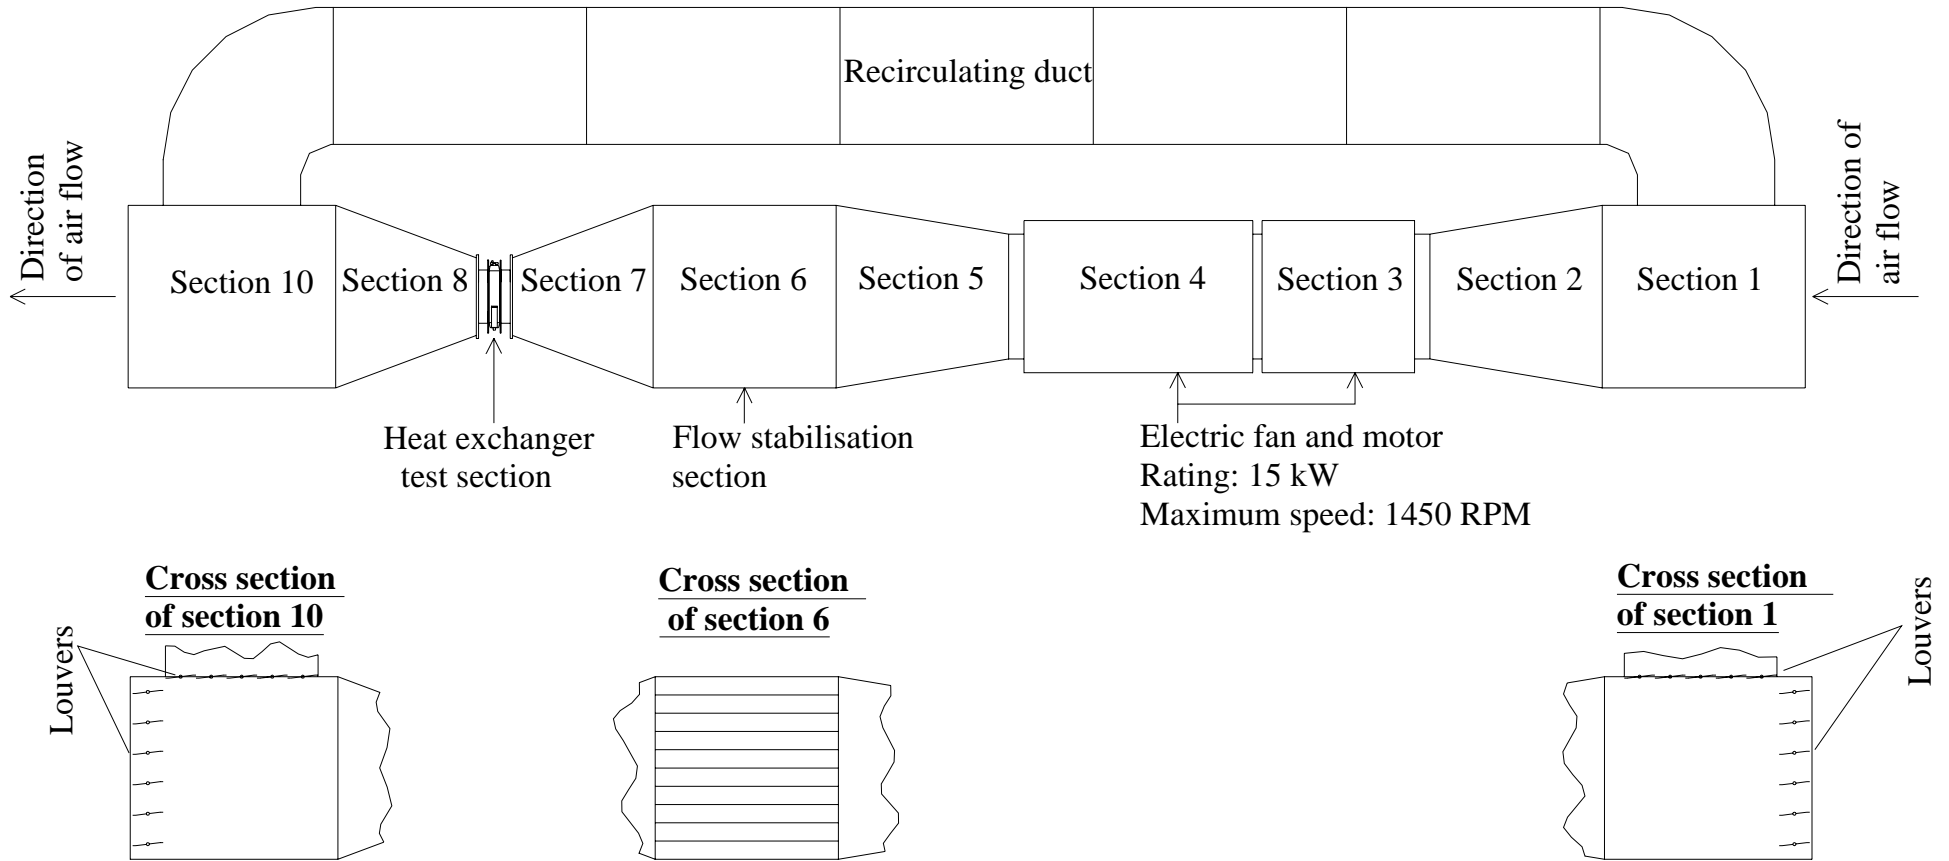 Recirculating duct
Direction
of air flow
Direction of
air flow
Section 10
Section 8
Section 7
Section 6
Section 5
Section 4
Section 3
Section 2
Section 1
Heat exchanger
test section
Flow stabilisation
section
Electric fan and motor
Rating: 15 kW
Maximum speed: 1450 RPM
Cross section
of section 10
Louvers
Cross section
of section 6
Cross section
of section 1
Louvers